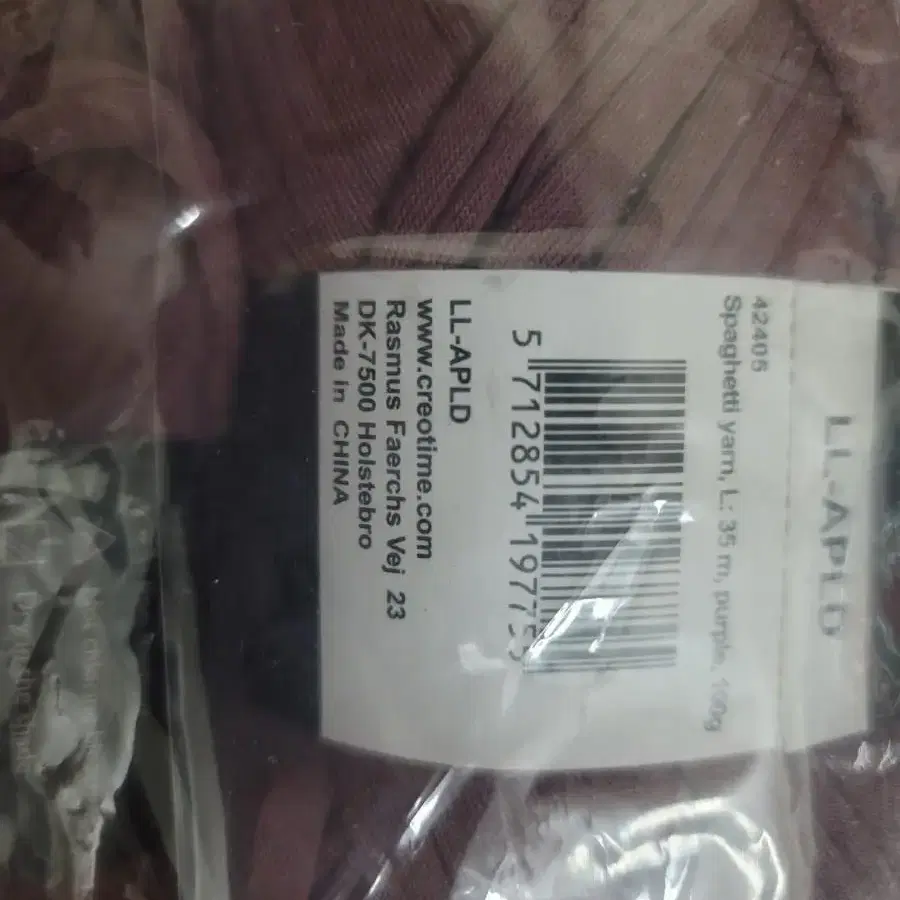 LL-APLD
42405
Spaghetti yarn, L: 35 m, purple, 100g
5 712854 197755
LL-APLD
www.creotime.com
Rasmus Faerchs Vej 23
DK-7500 Holstebro
Made in CHINA